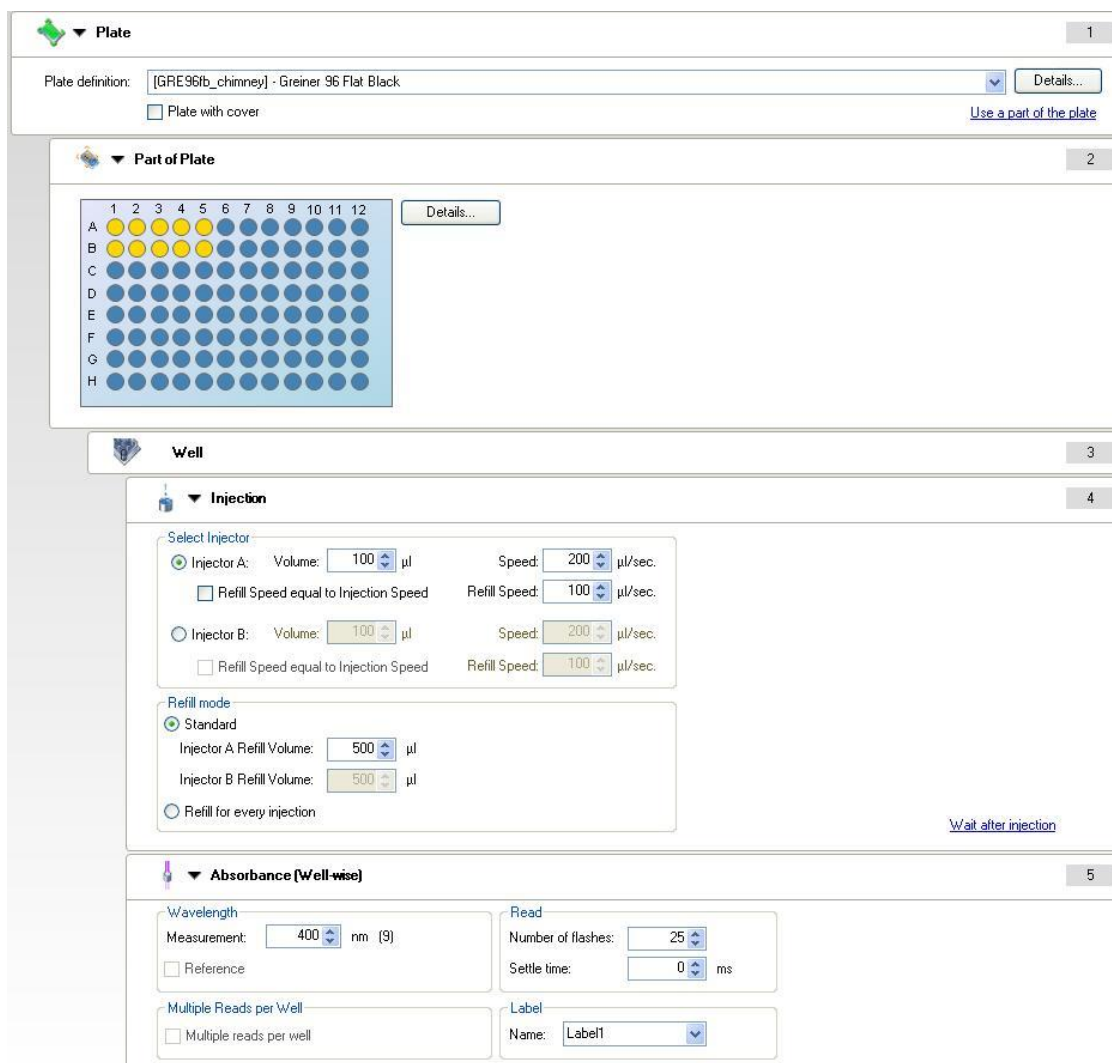 Plate 1
Plate definition: [GRE96fb_chimney] - Greiner 96 Flat Black Details...
Plate with cover Use a part of the plate
Part of Plate 2
1 2 3 4 5 6 7 8 9 10 11 12
Details...
A
B
C
D
E
F
G
H
Well 3
Injection 4
Select Injector
Injector A: Volume: 100 µl Speed: 200 µl/sec.
Refill Speed equal to Injection Speed Refill Speed: 100 µl/sec.
Injector B: Volume: 100 µl Speed: 200 µl/sec.
Refill Speed equal to Injection Speed Refill Speed: 100 µl/sec.
Refill mode
Standard
Injector A Refill Volume: 500 µl
Injector B Refill Volume: 500 µl
Refill for every injection
Wait after injection
Absorbance (Well-wise) 5
Wavelength Read
Measurement: 400 nm (9) Number of flashes: 25
Reference Settle time: 0 ms
Multiple Reads per Well Label
Multiple reads per well Name: Label1